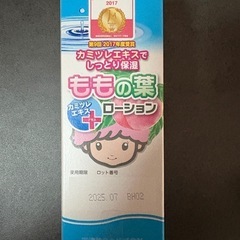 2017
第9回 2017年度受賞
カミツレエキスで
しっとり保湿
ももの葉
カミツレ
エキス
ローション
使用期限 ロット番号
2025.07 BH02